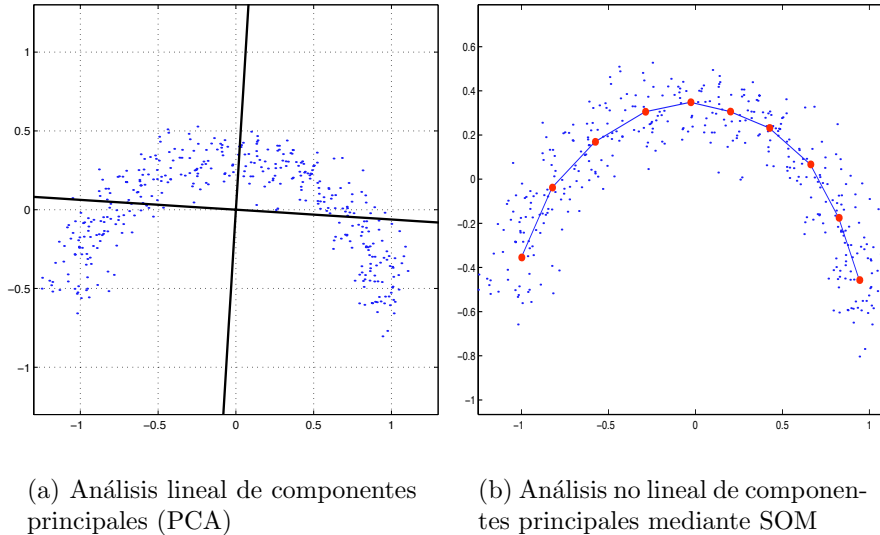 1
0.5
0
−0.5
−1
−1 −0.5 0 0.5 1
0.6
0.4
0.2
0
−0.2
−0.4
−0.6
−0.8
−1
−1 −0.5 0 0.5 1
(a) Análisis lineal de componentes
principales (PCA)
(b) Análisis no lineal de componen-
tes principales mediante SOM